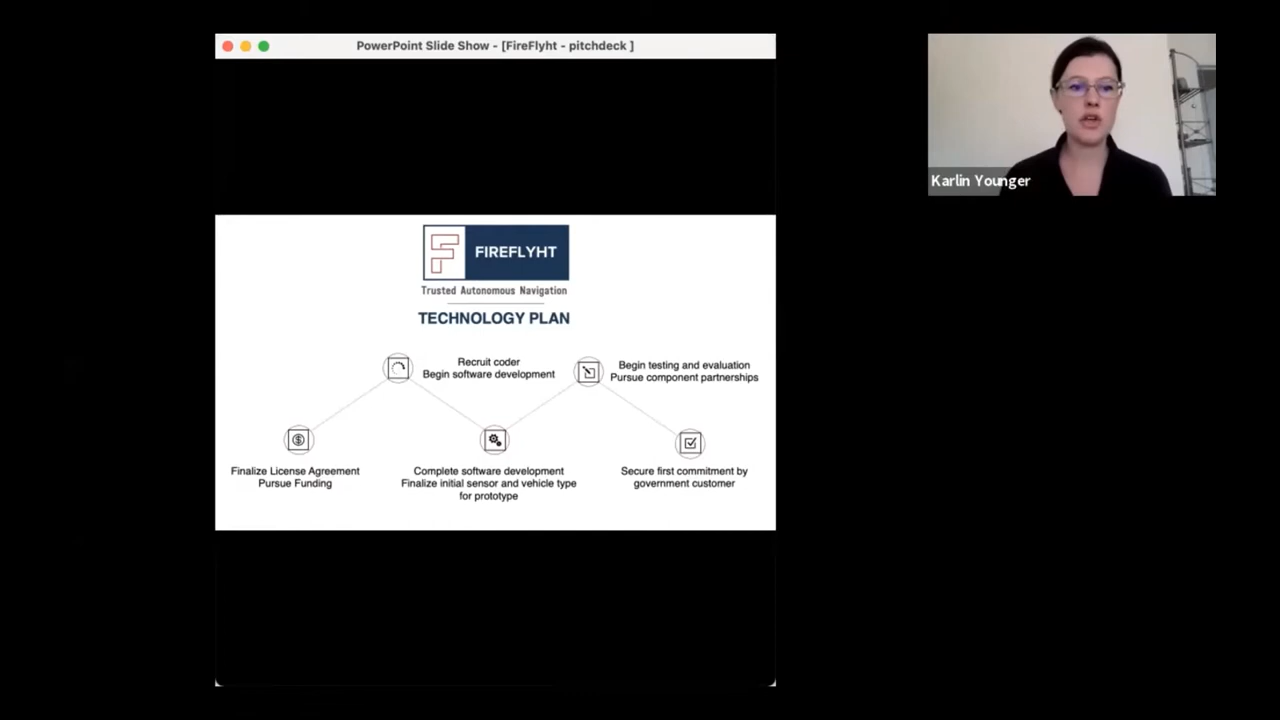 PowerPoint Slide Show - [FireFlyht - pitchdeck ]
Karlin Younger
FIREFLYHT
Trusted Autonomous Navigation
TECHNOLOGY PLAN
Recruit coder
Begin software development
Begin testing and evaluation
Pursue component partnerships
Finalize License Agreement
Pursue Funding
Complete software development
Finalize initial sensor and vehicle type
for prototype
Secure first commitment by
government customer